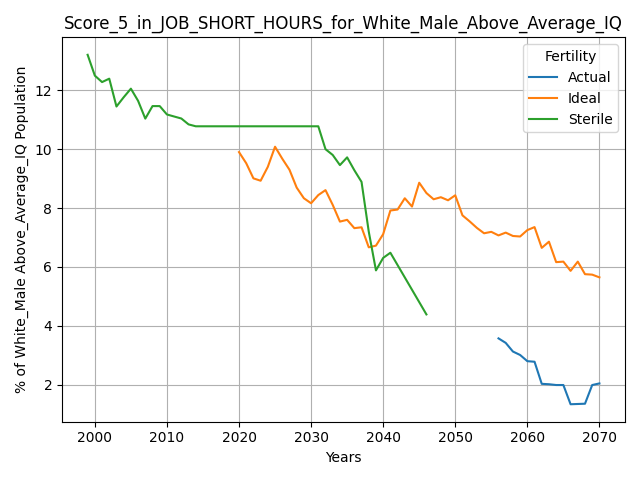 Score_5_in_JOB_SHORT_HOURS_for_White_Male_Above_Average_IQ
% of White_Male Above_Average_IQ Population
12
10
8
6
4
2
Fertility
Actual
Ideal
Sterile
2000 2010 2020 2030 2040 2050 2060 2070
Years